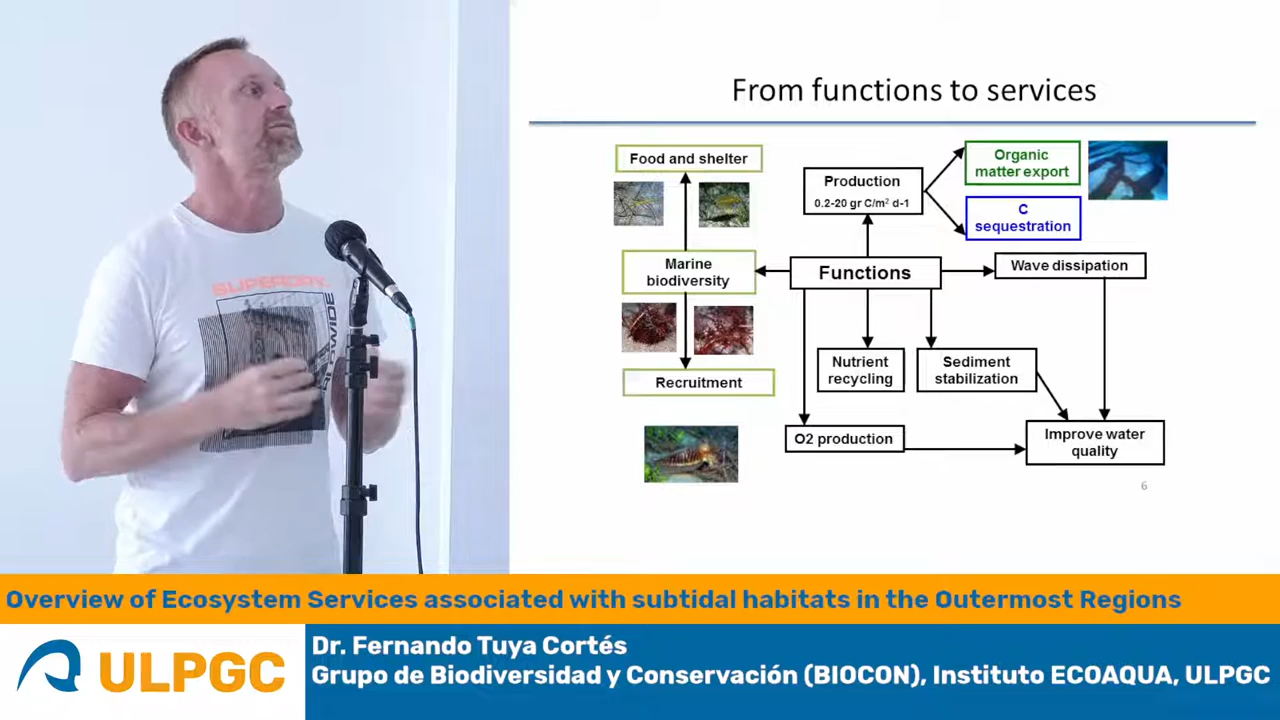 From functions to services
Food and shelter
Production
0.2-20 gr C/m² d-1
Organic
matter export
C
sequestration
Marine
biodiversity
Functions
Wave dissipation
Recruitment
Nutrient
recycling
Sediment
stabilization
O2 production
Improve water
quality
6
SUPERDRY.
Overview of Ecosystem Services associated with subtidal habitats in the Outermost Regions
ULPGC
Dr. Fernando Tuya Cortés
Grupo de Biodiversidad y Conservación (BIOCON), Instituto ECOAQUA, ULPGC